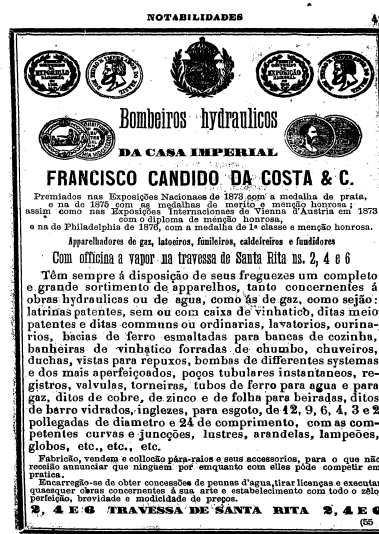 NOTABILIDADES
4
Bombeiros hydraulicos
DA CASA IMPERIAL
FRANCISCO CANDIDO DA COSTA & C.
Premiados nas Exposições Nacionaes de 1873 com a medalha de prata,
e na de 1875 com as medalhas de merito e menção honrosa;
assim como nas Exposições Internacionaes de Vienna d'Austria em 1873
com o diploma de menção honrosa,
e na de Philadelphia de 1876, com a medalha de 1ª classe e menção honrosa.
Apparelhadores de gaz, latoeiros, funileiros, caldeireiros e fundidores
Com officina a vapor na travessa de Santa Rita ns. 2, 4 e 6
Têm sempre á disposição de seus freguezes um completo
e grande sortimento de apparelhos, tanto concernentes á
obras hydraulicas ou de agua, como ás de gaz, como sejão:
latrinas patentes, sem ou com caixa de vinhatico, ditas meio
patentes e ditas communs ou ordinarias, lavatorios, ourina-
rios, bacias de ferro esmaltadas para bancas de cozinha,
banheiras de vinhatico forradas de chumbo, chuveiros,
duchas, vistas para repuxos, bombas de differentes systemas
e dos mais aperfeiçoados, poços tubulares instantaneos, re-
gistros, valvulas, torneiras, tubos de ferro para agua e para
gaz, ditos de cobre, de zinco e de folha para beiradas, ditos
de barro vidrados, inglezes, para esgoto, de 12, 9, 6, 4, 3 e 2
pollegadas de diametro e 24 de comprimento, com as com-
petentes curvas e juncções, lustres, arandelas, lampeões,
globos, etc., etc., etc.
Fabricão, vendem e collocão pára-raios e seus accessorios, para o que não
receião annunciar que ninguem por emquanto com elles póde competir em
pratica.
Encarregão-se de obter concessões de pennas d'agua, tirar licenças e executar
quaesquer obras concernentes á sua arte e estabelecimento com todo o zêlo,
perfeição, brevidade e modicidade de preços.
2, 4 E 6 TRAVESSA DE SANTA RITA 2, 4 E 6
(55